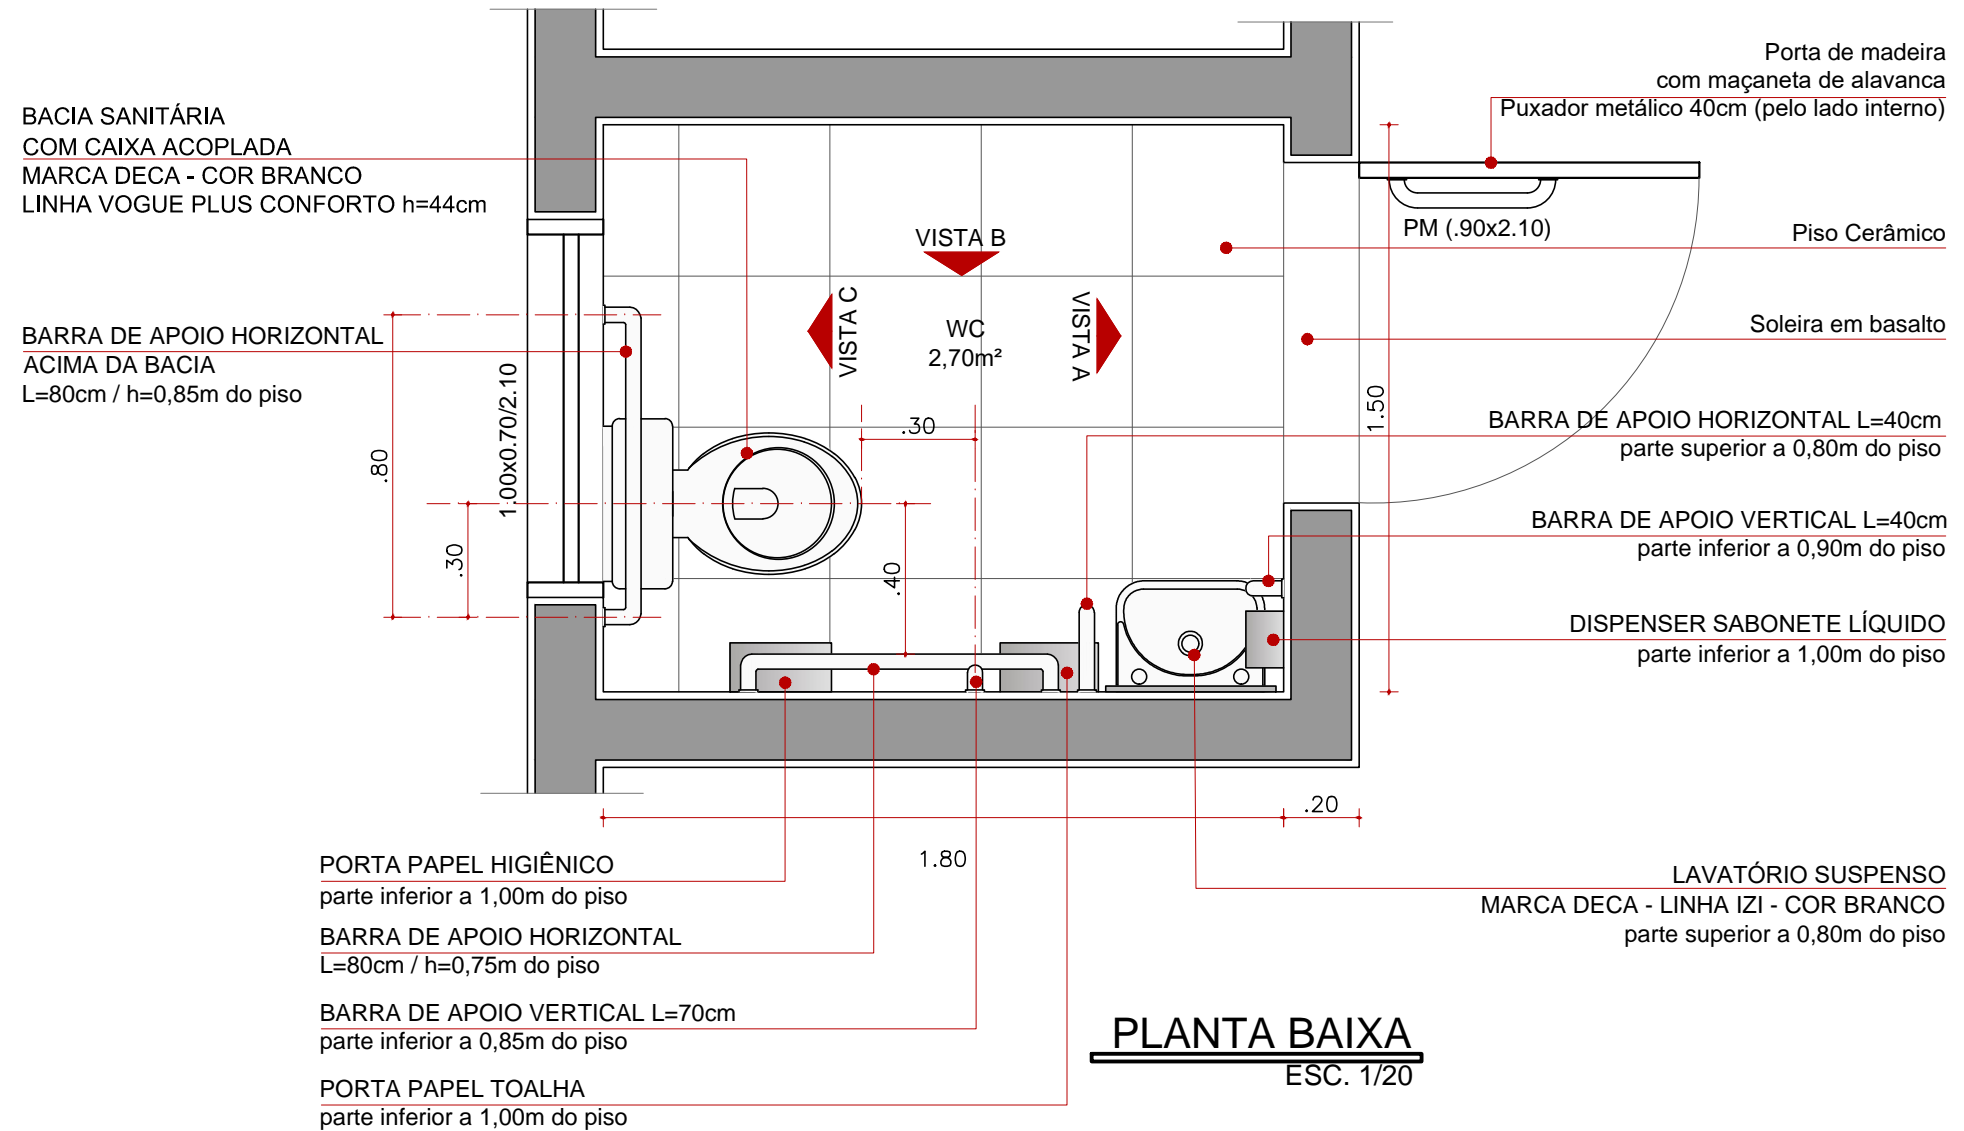 BACIA SANITÁRIA
COM CAIXA ACOPLADA
MARCA DECA - COR BRANCO
LINHA VOGUE PLUS CONFORTO h=44cm
BARRA DE APOIO HORIZONTAL
ACIMA DA BACIA
L=80cm / h=0,85m do piso
.80
.30
1.00x0.70/2.10
VISTA B
VISTA C
WC
2,70m²
VISTA A
.30
.40
Porta de madeira
com maçaneta de alavanca
Puxador metálico 40cm (pelo lado interno)
PM (.90x2.10)
Piso Cerâmico
Soleira em basalto
1.50
BARRA DE APOIO HORIZONTAL L=40cm
parte superior a 0,80m do piso
BARRA DE APOIO VERTICAL L=40cm
parte inferior a 0,90m do piso
DISPENSER SABONETE LÍQUIDO
parte inferior a 1,00m do piso
.20
1.80
PORTA PAPEL HIGIÊNICO
parte inferior a 1,00m do piso
BARRA DE APOIO HORIZONTAL
L=80cm / h=0,75m do piso
BARRA DE APOIO VERTICAL L=70cm
parte inferior a 0,85m do piso
PORTA PAPEL TOALHA
parte inferior a 1,00m do piso
LAVATÓRIO SUSPENSO
MARCA DECA - LINHA IZI - COR BRANCO
parte superior a 0,80m do piso
PLANTA BAIXA
ESC. 1/20